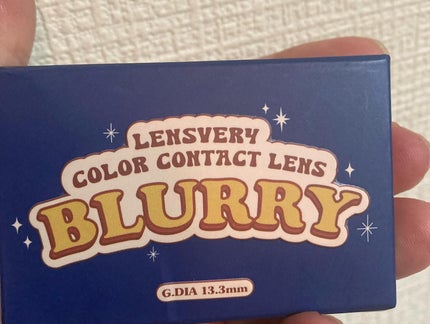 LENSVERY
COLOR CONTACT LENS
BLURRY
G.DIA 13.3mm